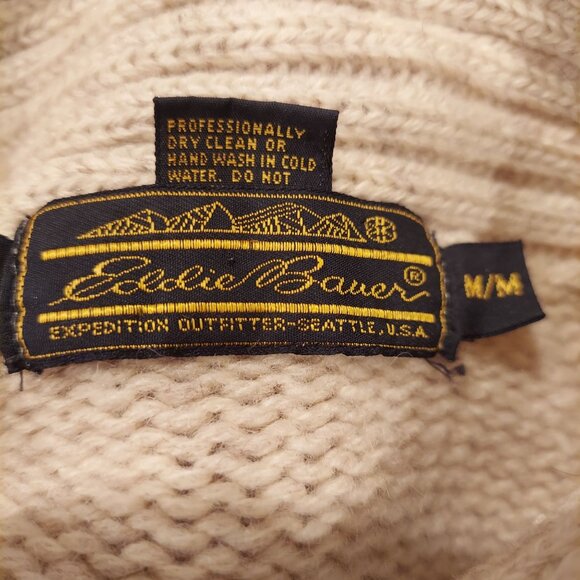 PROFESSIONALLY
DRY CLEAN OR
HAND WASH IN COLD
WATER. DO NOT
Eddie Bauer®
EXPEDITION OUTFITTER-SEATTLE, U.S.A.
M/M